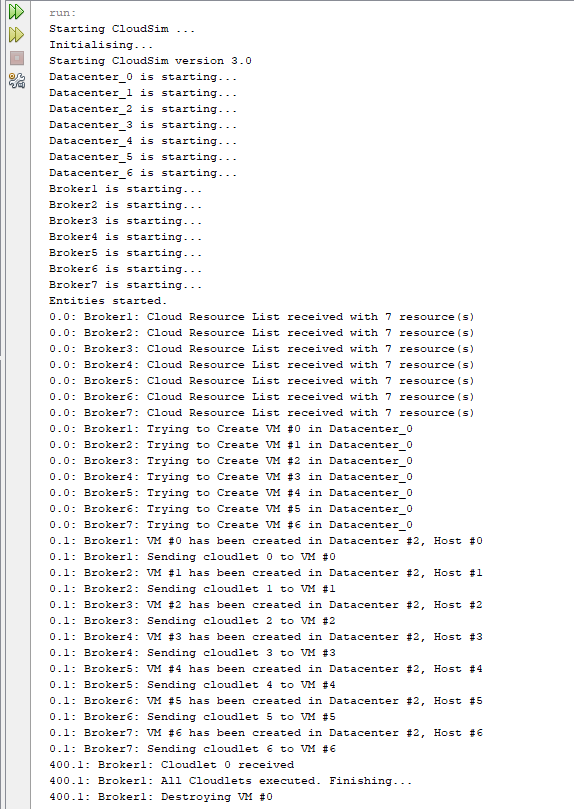 run:
Starting CloudSim ...
Initialising...
Starting CloudSim version 3.0
Datacenter_0 is starting...
Datacenter_1 is starting...
Datacenter_2 is starting...
Datacenter_3 is starting...
Datacenter_4 is starting...
Datacenter_5 is starting...
Datacenter_6 is starting...
Broker1 is starting...
Broker2 is starting...
Broker3 is starting...
Broker4 is starting...
Broker5 is starting...
Broker6 is starting...
Broker7 is starting...
Entities started.
0.0: Broker1: Cloud Resource List received with 7 resource(s)
0.0: Broker2: Cloud Resource List received with 7 resource(s)
0.0: Broker3: Cloud Resource List received with 7 resource(s)
0.0: Broker4: Cloud Resource List received with 7 resource(s)
0.0: Broker5: Cloud Resource List received with 7 resource(s)
0.0: Broker6: Cloud Resource List received with 7 resource(s)
0.0: Broker7: Cloud Resource List received with 7 resource(s)
0.0: Broker1: Trying to Create VM #0 in Datacenter_0
0.0: Broker2: Trying to Create VM #1 in Datacenter_0
0.0: Broker3: Trying to Create VM #2 in Datacenter_0
0.0: Broker4: Trying to Create VM #3 in Datacenter_0
0.0: Broker5: Trying to Create VM #4 in Datacenter_0
0.0: Broker6: Trying to Create VM #5 in Datacenter_0
0.0: Broker7: Trying to Create VM #6 in Datacenter_0
0.1: Broker1: VM #0 has been created in Datacenter #2, Host #0
0.1: Broker1: Sending cloudlet 0 to VM #0
0.1: Broker2: VM #1 has been created in Datacenter #2, Host #1
0.1: Broker2: Sending cloudlet 1 to VM #1
0.1: Broker3: VM #2 has been created in Datacenter #2, Host #2
0.1: Broker3: Sending cloudlet 2 to VM #2
0.1: Broker4: VM #3 has been created in Datacenter #2, Host #3
0.1: Broker4: Sending cloudlet 3 to VM #3
0.1: Broker5: VM #4 has been created in Datacenter #2, Host #4
0.1: Broker5: Sending cloudlet 4 to VM #4
0.1: Broker6: VM #5 has been created in Datacenter #2, Host #5
0.1: Broker6: Sending cloudlet 5 to VM #5
0.1: Broker7: VM #6 has been created in Datacenter #2, Host #6
0.1: Broker7: Sending cloudlet 6 to VM #6
400.1: Broker1: Cloudlet 0 received
400.1: Broker1: All Cloudlets executed. Finishing...
400.1: Broker1: Destroying VM #0